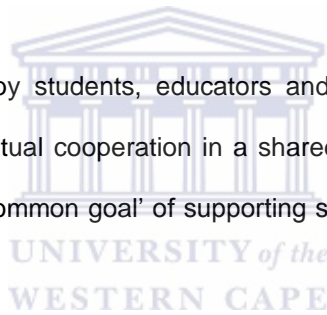 by students, educators and
tual cooperation in a shared
ommon goal' of supporting s
UNIVERSITY of the
WESTERN CAPE